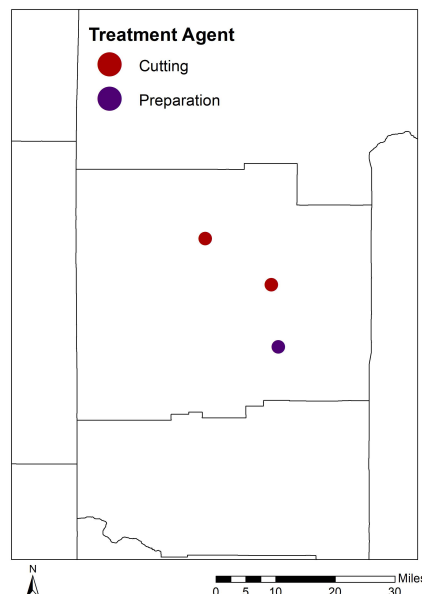 Treatment Agent
Cutting
Preparation
N
Miles
0 5 10 20 30